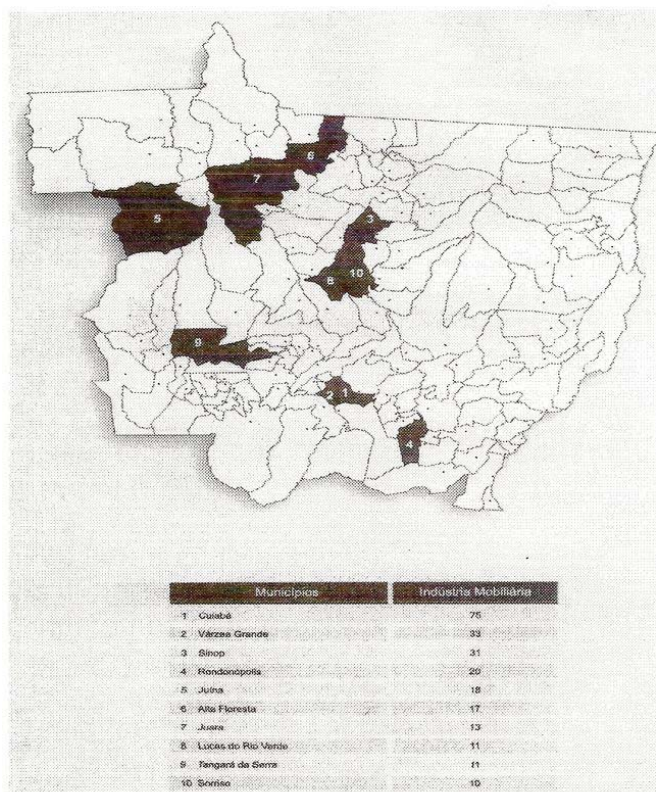 6
7
5
3
8 10
9
2 1
4
Municípios Indústria Mobiliária
1 Cuiabá 75
2 Várzea Grande 33
3 Sinop 31
4 Rondonópolis 20
5 Juína 18
6 Alta Floresta 17
7 Juara 13
8 Lucas do Rio Verde 11
9 Tangará da Serra 11
10 Sorriso 10